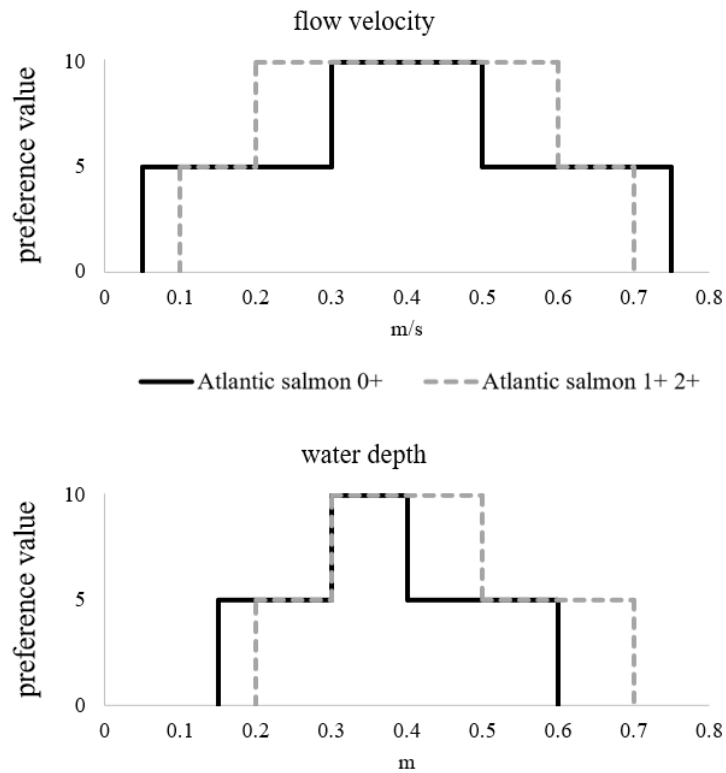 flow velocity
preference value
10
5
0
0 0.1 0.2 0.3 0.4 0.5 0.6 0.7 0.8
m/s
Atlantic salmon 0+ Atlantic salmon 1+ 2+
water depth
preference value
10
5
0
0 0.1 0.2 0.3 0.4 0.5 0.6 0.7 0.8
m